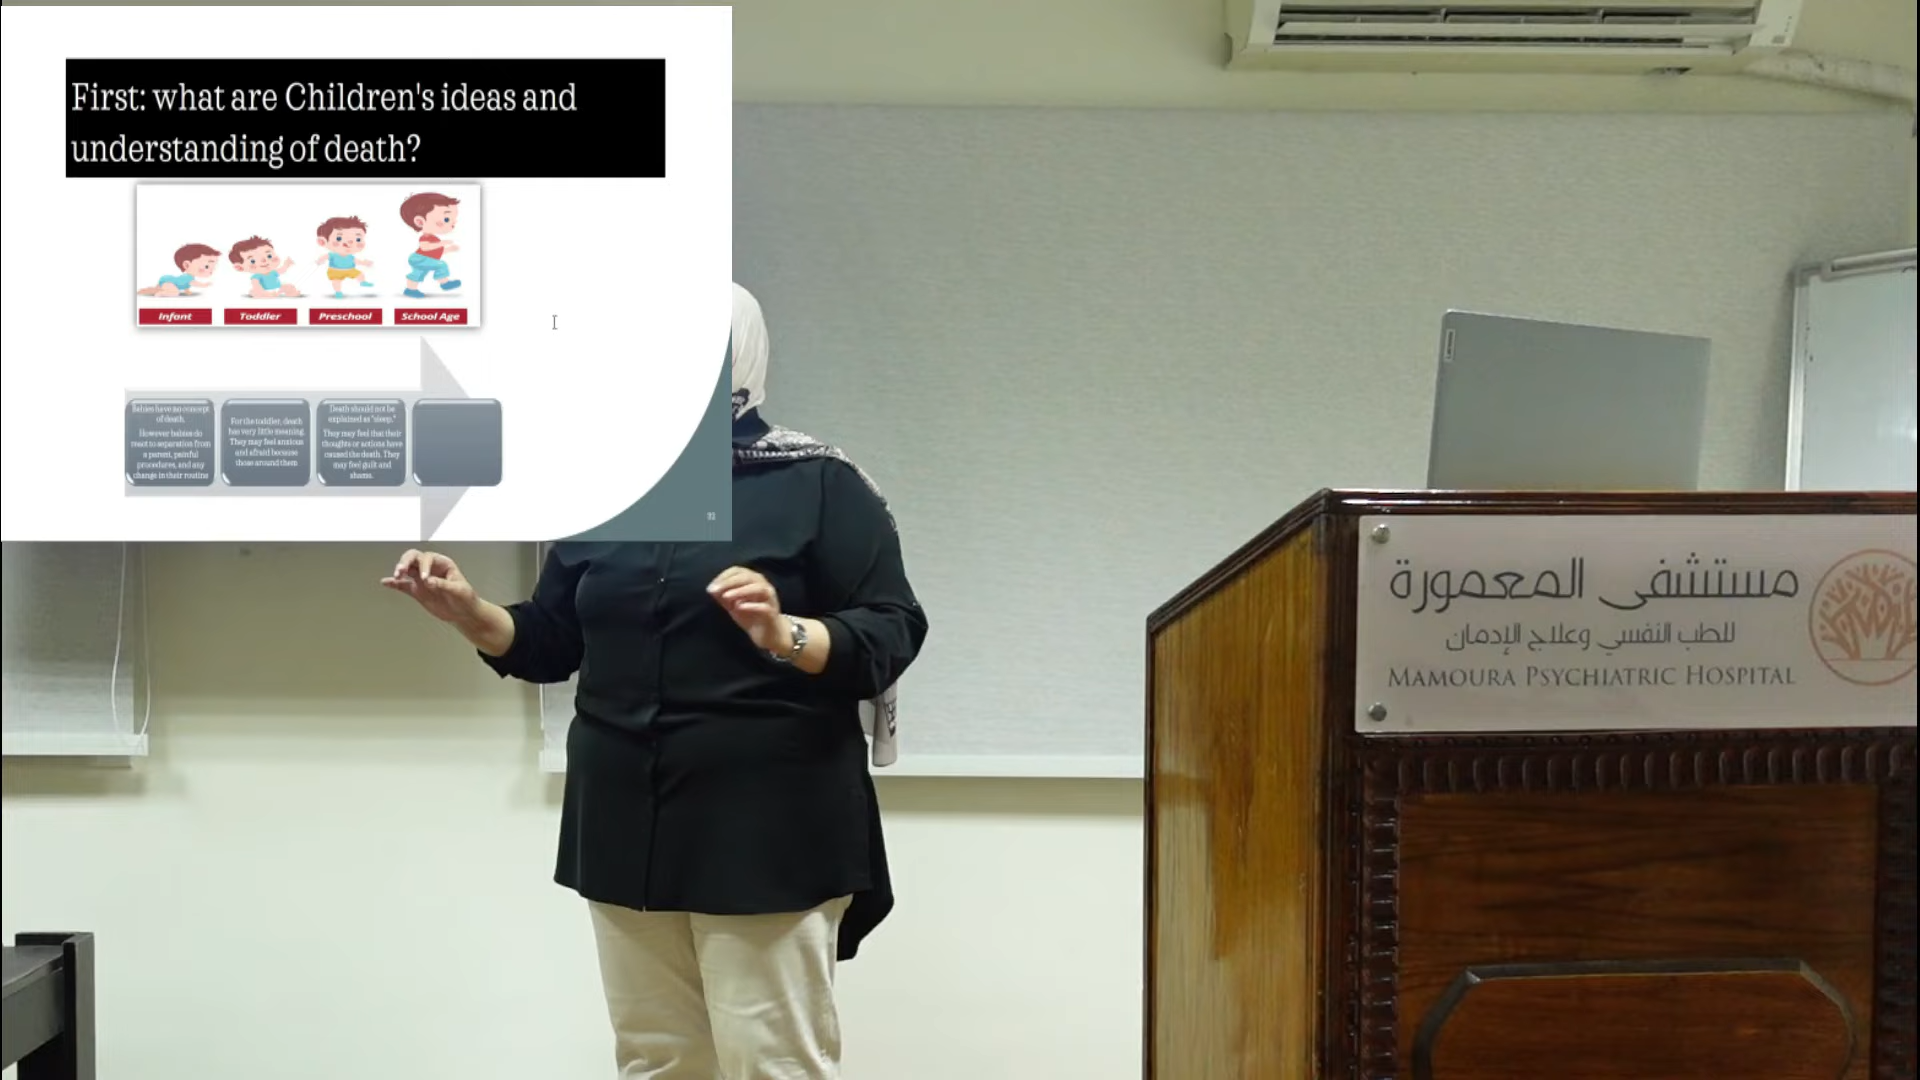 First: what are Children's ideas and
understanding of death?
Infant
Toddler
Preschool
School Age
Babies have no concept
of death.
However babies do
react to separation from
a parent, painful
procedures, and any
change in their routine
For the toddler, death
has very little meaning.
They may feel anxious
and afraid because
those around them
Death should not be
explained as "sleep."
They may feel that their
thoughts or actions have
caused the death. They
may feel guilt and
shame.
مستشفى المعمورة
للطب النفسي وعلاج الإدمان
MAMOURA PSYCHIATRIC HOSPITAL